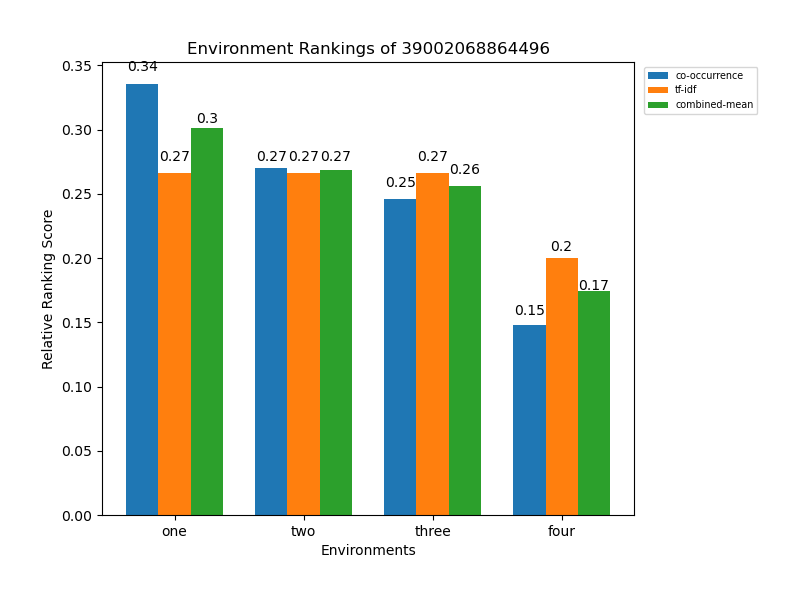 Environment Rankings of 39002068864496
co-occurrence
tf-idf
combined-mean
Relative Ranking Score
0.35
0.30
0.25
0.20
0.15
0.10
0.05
0.00
0.34
0.27
0.3
0.27
0.27
0.27
0.25
0.27
0.26
0.15
0.2
0.17
one two three four
Environments